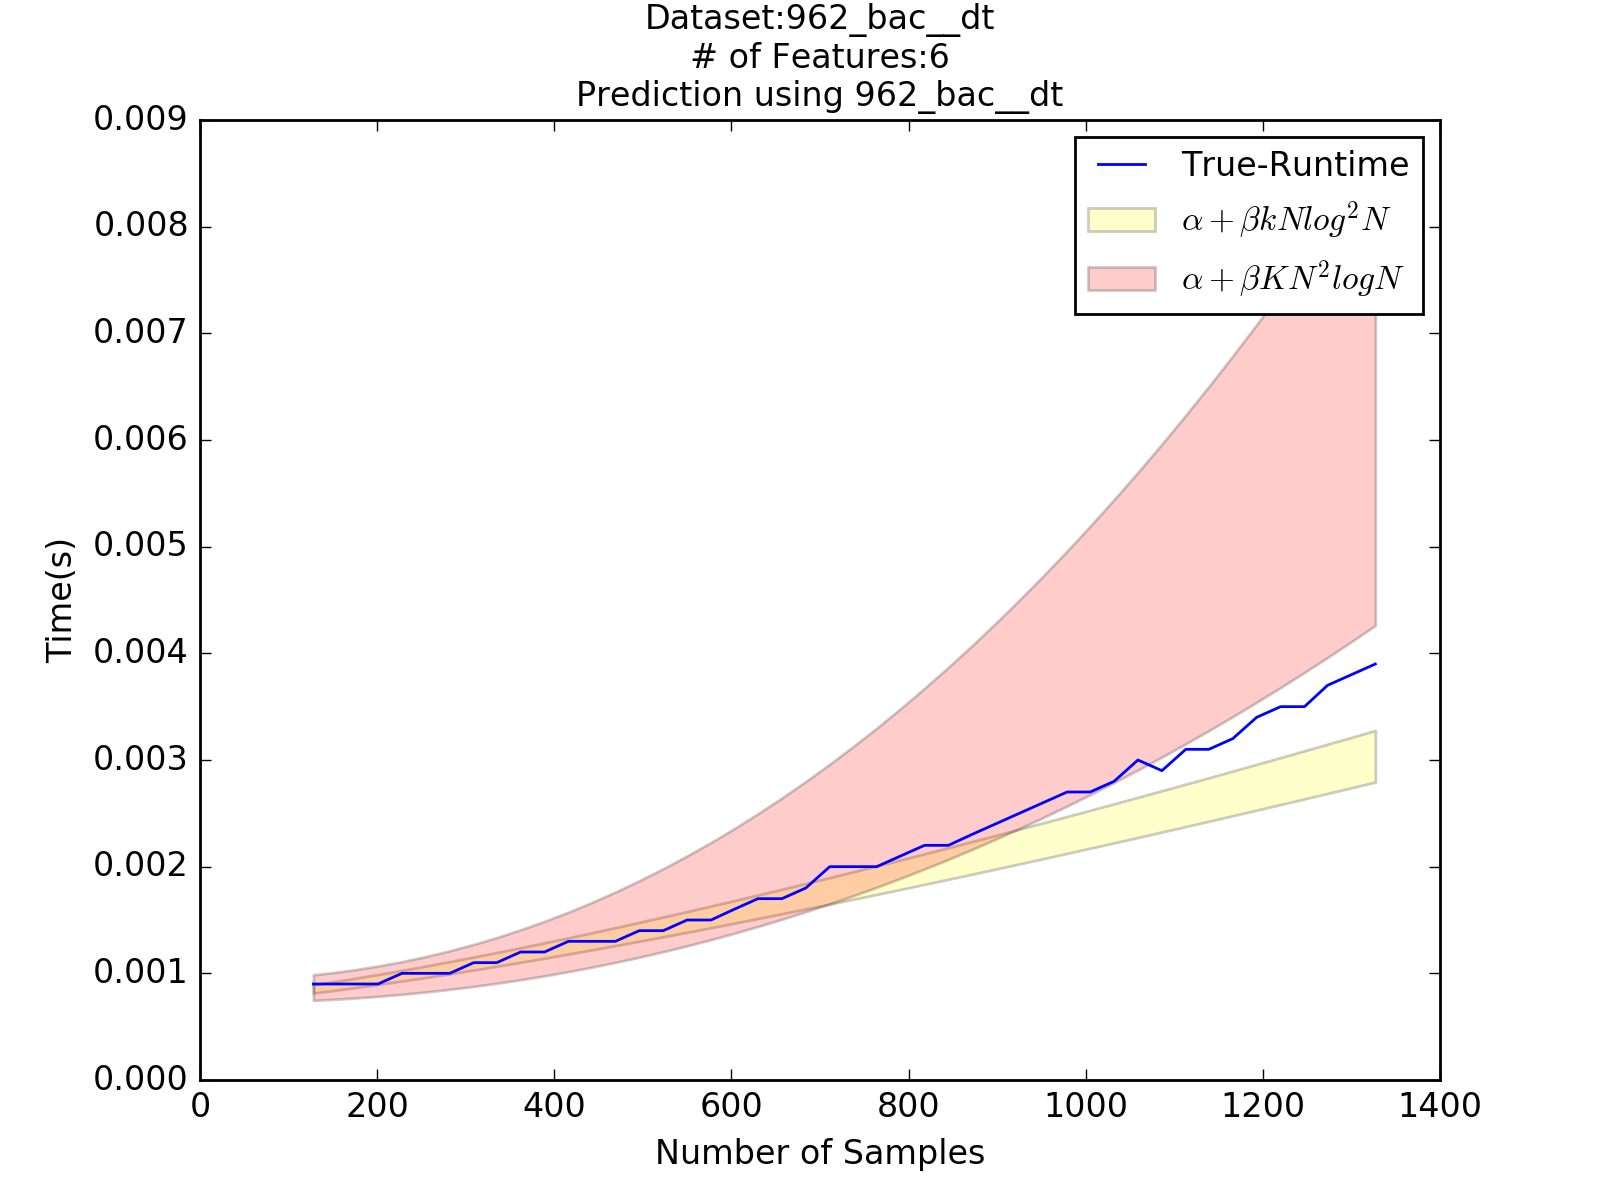 Dataset:962_bac__dt
# of Features:6
Prediction using 962_bac__dt
0.009
0.008
0.007
0.006
0.005
0.004
0.003
0.002
0.001
0.000
Time(s)
True-Runtime
α + βkNlog²N
α + βKN²logN
0 200 400 600 800 1000 1200 1400
Number of Samples